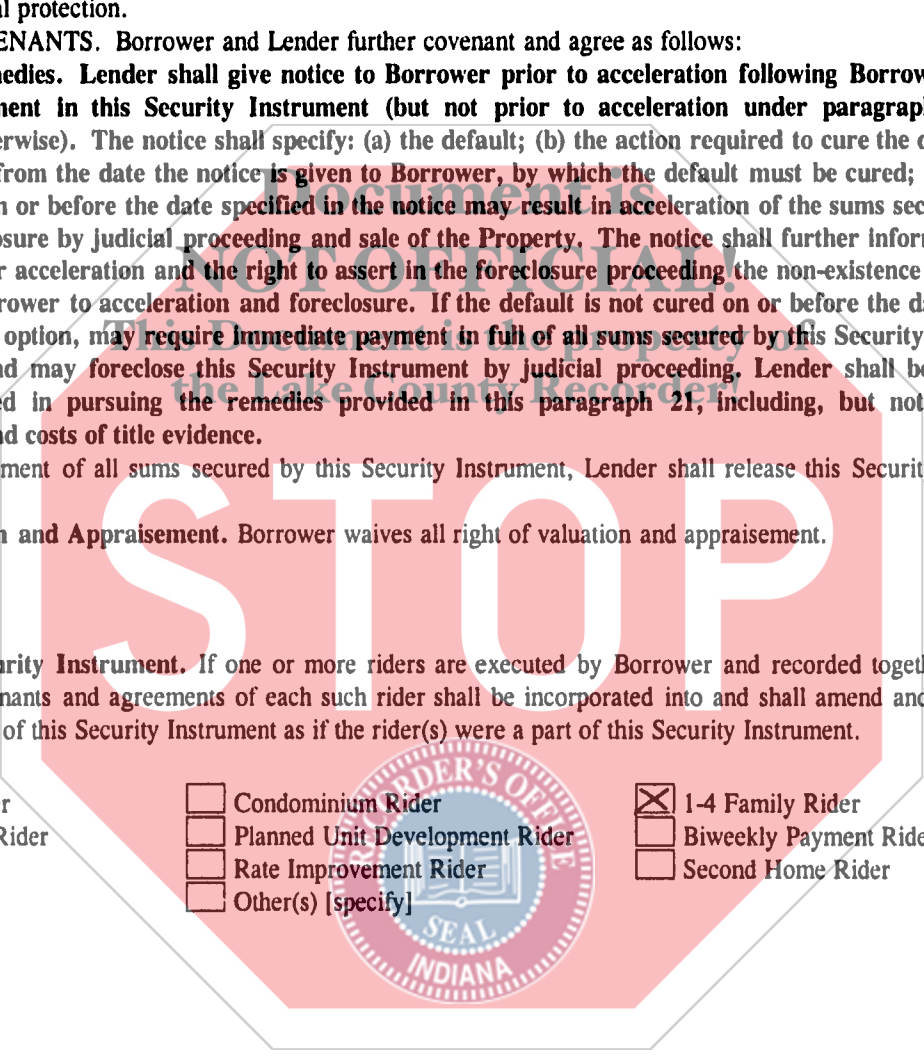 al protection.
ENANTS. Borrower and Lender further covenant and agree as follows:
nedies. Lender shall give notice to Borrower prior to acceleration following Borrow
ment in this Security Instrument (but not prior to acceleration under paragraph
erwise). The notice shall specify: (a) the default; (b) the action required to cure the d
from the date the notice is given to Borrower, by which the default must be cured;
n or before the date specified in the notice may result in acceleration of the sums sec
osure by judicial proceeding and sale of the Property. The notice shall further inform
r acceleration and the right to assert in the foreclosure proceeding the non-existence
rrower to acceleration and foreclosure. If the default is not cured on or before the da
option, may require immediate payment in full of all sums secured by this Security
nd may foreclose this Security Instrument by judicial proceeding. Lender shall be
ed in pursuing the remedies provided in this paragraph 21, including, but not
nd costs of title evidence.
ment of all sums secured by this Security Instrument, Lender shall release this Securit
n and Appraisement. Borrower waives all right of valuation and appraisement.
urity Instrument. If one or more riders are executed by Borrower and recorded togeth
nants and agreements of each such rider shall be incorporated into and shall amend and
of this Security Instrument as if the rider(s) were a part of this Security Instrument.
r Condominium Rider 1-4 Family Rider
Rider Planned Unit Development Rider Biweekly Payment Ride
Rate Improvement Rider Second Home Rider
Other(s) [specify]
Document is
NOT OFFICIAL!
This Document is the property of
the Lake County Recorder!
STOP
RECORDER'S OFFICE
SEAL
INDIANA